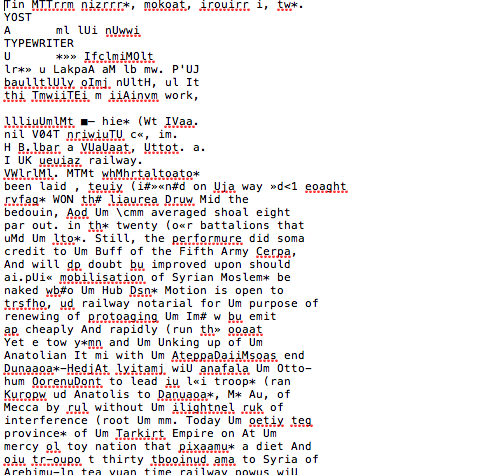 Tin MTTrrm nizrrr*, mokoat, irouirr i, tw*.
YOST
A ml lUi nUwwi
TYPEWRITER
U *»» IfclmiMOlt
lr*» u LakpaA aM lb mw. P'UJ
baulltlUly oImj nUltH, ul It
thi TmwiiTEi m iiAinvm work,
llliuUmlMt ■— hie* (Wt IVaa.
nil V04T nriwiuTU c«, im.
H B.lbar a VUaUaat, Uttot. a.
I UK ueuiaz railway.
VWlrlMl. MTMt whMhrtaltoato*
been laid , teuiy (i#»«n#d on Uja way »d<1 eoaght
ryfag* WON th# liaurea Druw Mid the
bedouin, Aod Um \cmm averaged shoal eight
par out. in th* twenty (o«r battalions that
uMd Um lto*. Still, the performure did soma
credit to Um Buff of the Fifth Army Cerpa,
And will do doubt bu improved upon should
ai.pUi« mobilisation of Syrian Moslem* be
naked wb#o Um Hub Dsn* Motion is open to
trsfho, ud railway notarial for Um purpose of
renewing of protoaging Um Im# w bu emit
ap cheaply And rapidly (run th» ooaat
Yet e tow y*mn and Um Unking up of Um
Anatolian It mi with Um AteppaDaiiMsoas end
Dunaaoa*-HedjAt lyitamj wiU anafala Um Otto-
hum OorenuDont to lead iu l«i troop* (ran
Kuropw ud Anatolis to Danuaoa*, M* Au, of
Mecca by rul without Um ilightnel ruk of
interference (root Um mm. Today Um oetiy teg
province* of Um Tarkirt Empire on At Um
mercy ol toy nation that pixaamu* a diet And
oiu tr-oupo t thirty tbooinud ama to Syria of
Arebimu-ln tea yuan time railway powus wiU